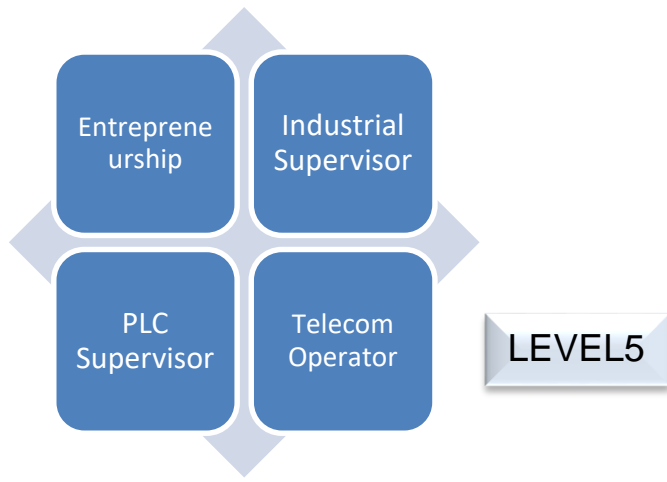 Entreprene
urship
Industrial
Supervisor
PLC
Supervisor
Telecom
Operator
LEVEL5